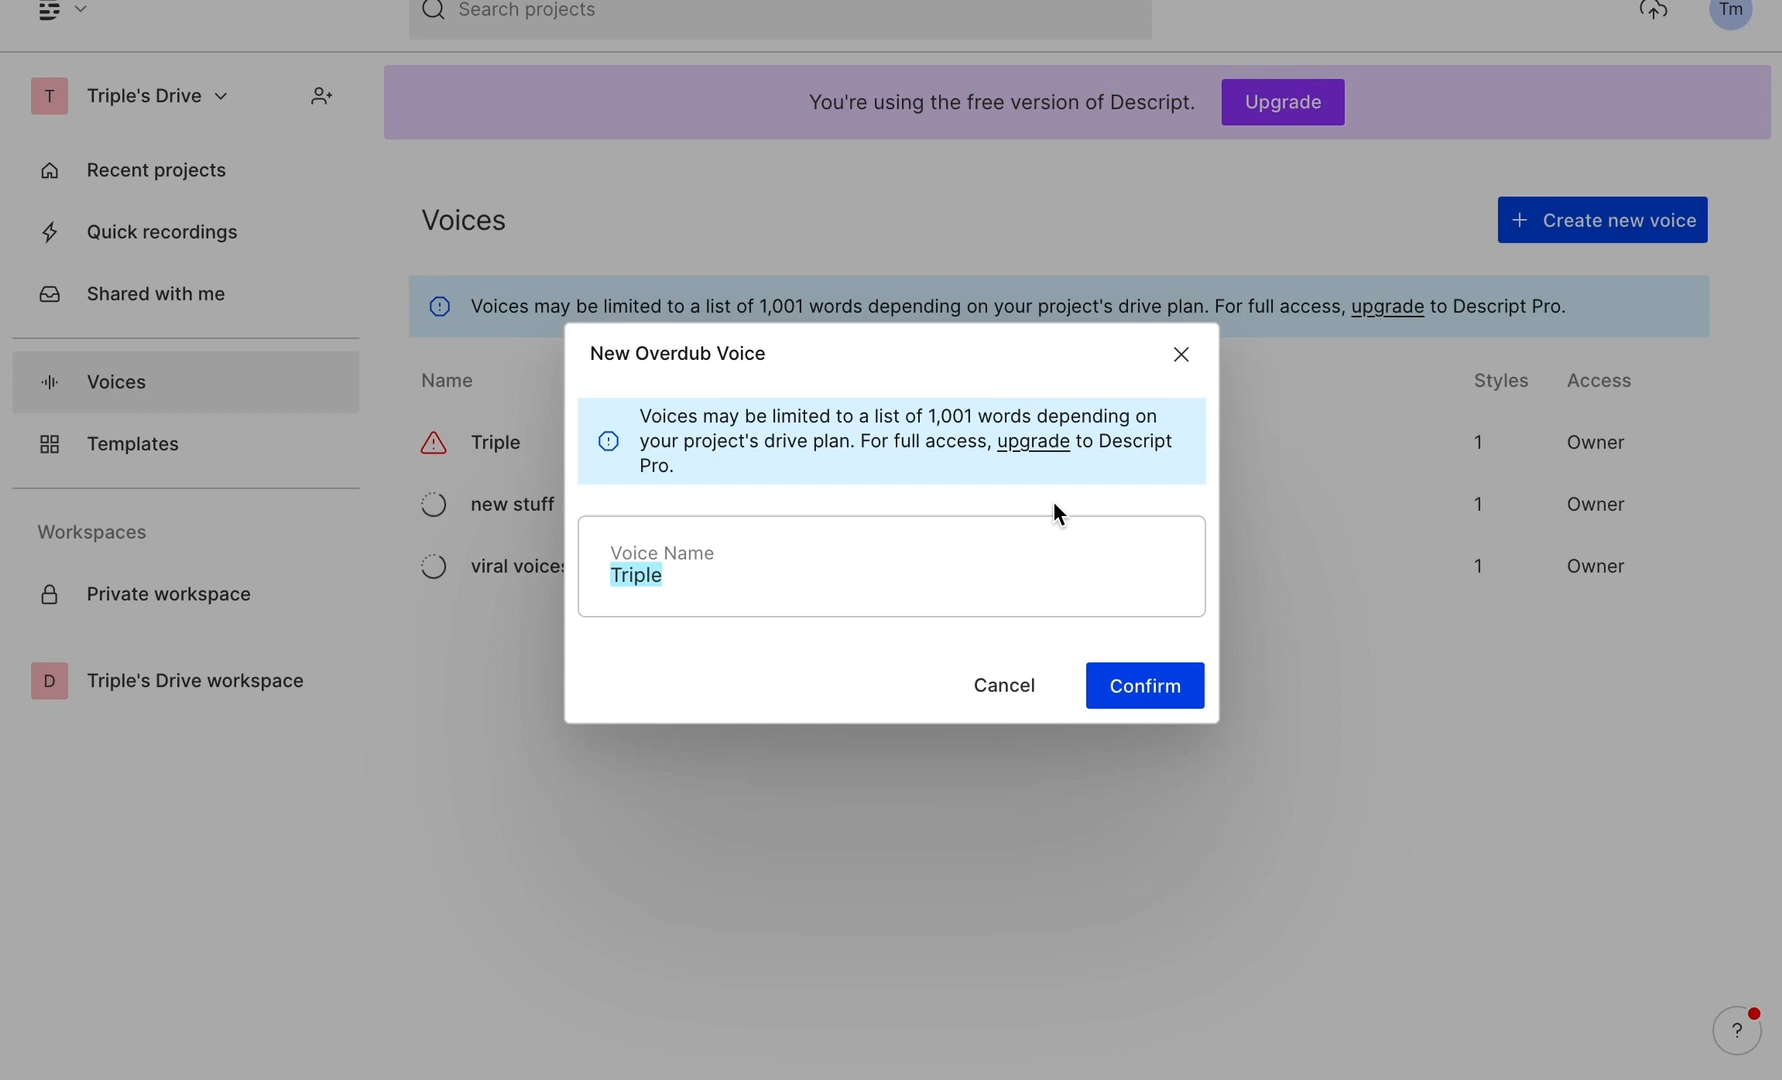 Search projects
Tm
T
Triple's Drive
You're using the free version of Descript.
Upgrade
Recent projects
Quick recordings
Shared with me
Voices
Templates
Workspaces
Private workspace
D
Triple's Drive workspace
Voices
+ Create new voice
Voices may be limited to a list of 1,001 words depending on your project's drive plan. For full access, upgrade to Descript Pro.
Name
Styles
Access
Triple
1
Owner
new stuff
1
Owner
viral voices
1
Owner
New Overdub Voice
Voices may be limited to a list of 1,001 words depending on
your project's drive plan. For full access, upgrade to Descript
Pro.
Voice Name
Triple
Cancel
Confirm
?